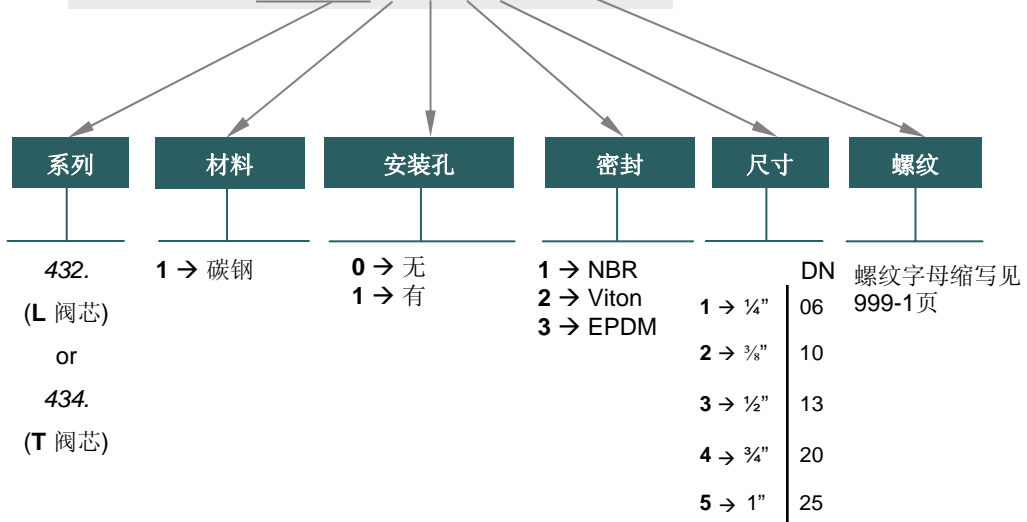 系列
材料
安装孔
密封
尺寸
螺纹
432.
(L 阀芯)
or
434.
(T 阀芯)
1 → 碳钢
0 → 无
1 → 有
1 → NBR
2 → Viton
3 → EPDM
DN
1 → ¼” 06
2 → ⅜” 10
3 → ½” 13
4 → ¾” 20
5 → 1” 25
螺纹字母缩写见
999-1页